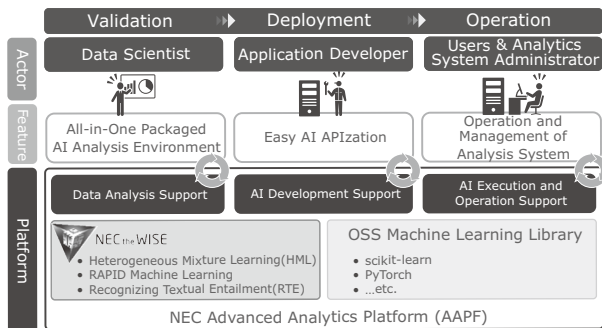 Validation
Deployment
Operation
Actor
Data Scientist
Application Developer
Users & Analytics
System Administrator
Feature
All-in-One Packaged
AI Analysis Environment
Easy AI APIzation
Operation and
Management of
Analysis System
Platform
Data Analysis Support
AI Development Support
AI Execution and
Operation Support
NEC the WISE
• Heterogeneous Mixture Learning(HML)
• RAPID Machine Learning
• Recognizing Textual Entailment(RTE)
OSS Machine Learning Library
• scikit-learn
• PyTorch
• ...etc.
NEC Advanced Analytics Platform (AAPF)